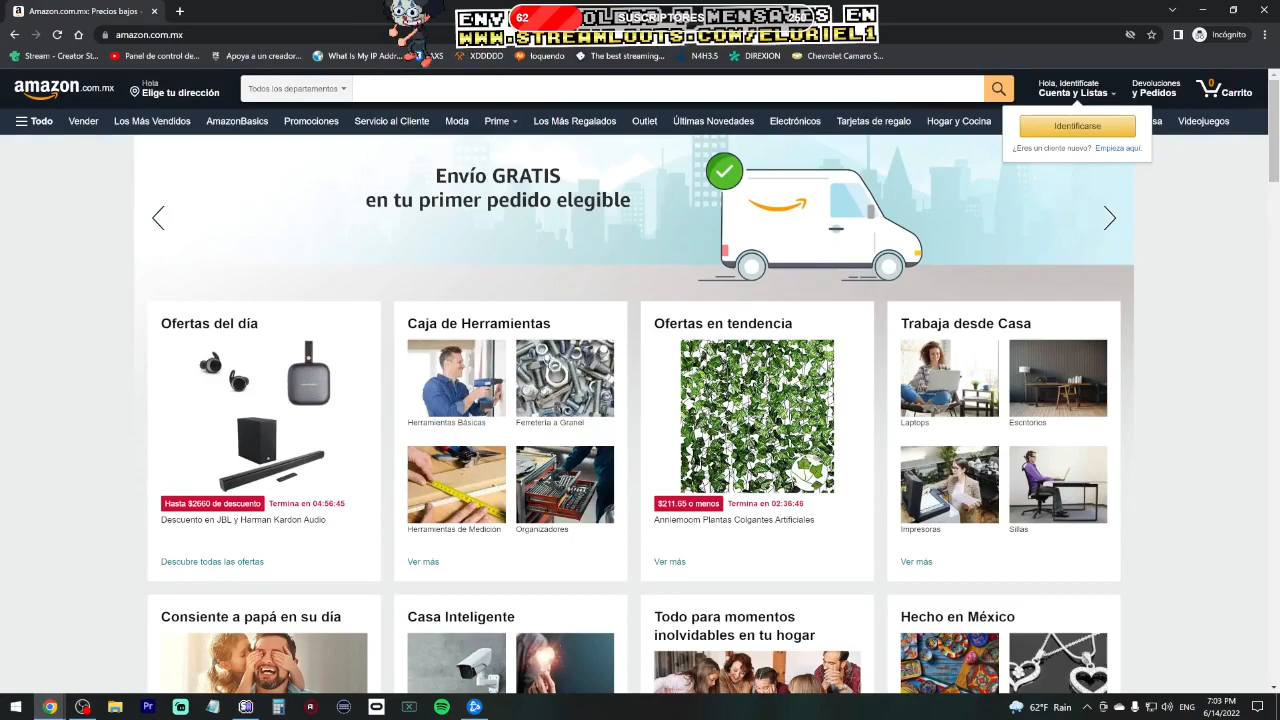 Amazon.com.mx: Precios bajos -
62
SUSCRIPTORES
250
WWW.STREAMLOOTS.COM/ELURIEL1
amazon.com.mx
Incógnito
Panel de control de...
Apoya a un creador...
What Is My IP Addr...
XDDDDO
loquendo
The best streaming...
N4H3.5
DIREXION
Chevrolet Camaro S...
amazon.com.mx
Hola
Elige tu dirección
Todos los departamentos
Hola, Identifícate
Cuenta y Listas
Devoluciones
y Pedidos
0
Carrito
Todo
Vender
Los Más Vendidos
AmazonBasics
Promociones
Servicio al Cliente
Moda
Prime
Los Más Regalados
Outlet
Últimas Novedades
Electrónicos
Tarjetas de regalo
Hogar y Cocina
Videojuegos
Identificarse
¿Eres un cliente nuevo? Empieza aquí.
Envío GRATIS
en tu primer pedido elegible
Ofertas del día
Hasta $2660 de descuento
Termina en 04:56:45
Descuento en JBL y Harman Kardon Audio
Descubre todas las ofertas
Caja de Herramientas
Herramientas Básicas
Ferretería a Granel
Herramientas de Medición
Organizadores
Ver más
Ofertas en tendencia
$211.65 o menos
Termina en 02:36:46
Anniemoom Plantas Colgantes Artificiales
Ver más
Trabaja desde Casa
Laptops
Escritorios
Impresoras
Sillas
Ver más
Consiente a papá en su día
Casa Inteligente
Todo para momentos
inolvidables en tu hogar
Hecho en México
62°F Rain
ENG
7:03 PM
6/14/2022